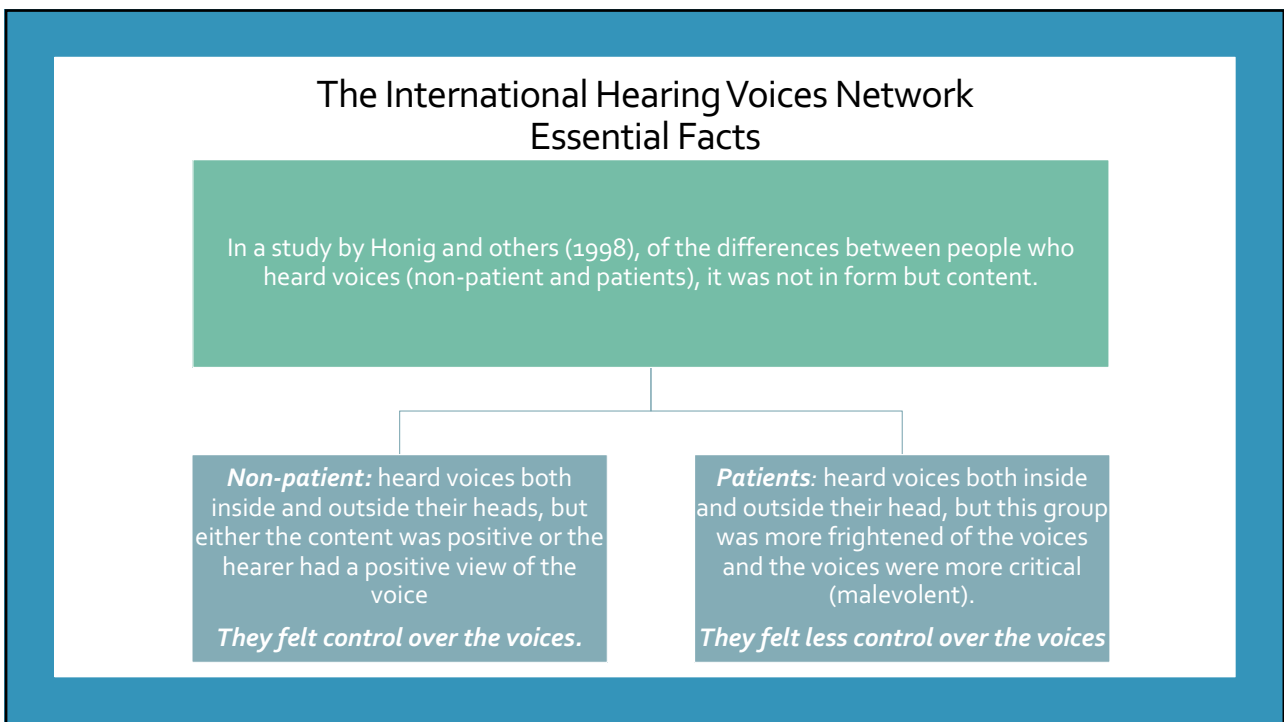 The International Hearing Voices Network
Essential Facts
In a study by Honig and others (1998), of the differences between people who
heard voices (non-patient and patients), it was not in form but content.
Non-patient: heard voices both
inside and outside their heads, but
either the content was positive or the
hearer had a positive view of the
voice
They felt control over the voices.
Patients: heard voices both inside
and outside their head, but this group
was more frightened of the voices
and the voices were more critical
(malevolent).
They felt less control over the voices